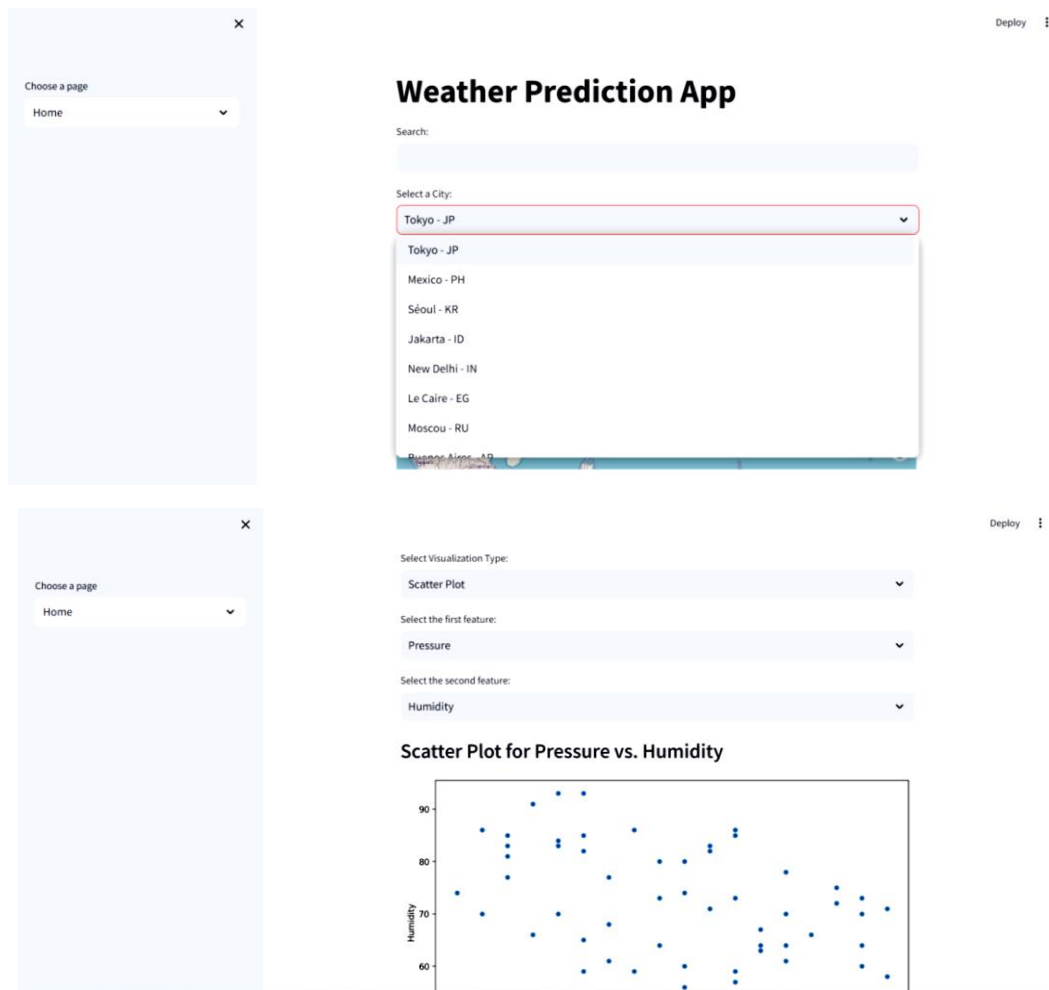 Deploy
Choose a page
Home
Weather Prediction App
Search:
Select a City:
Tokyo - JP
Tokyo - JP
Mexico - PH
Séoul - KR
Jakarta - ID
New Delhi - IN
Le Caire - EG
Moscou - RU
Buenos Aires - AR
Deploy
Choose a page
Home
Select Visualization Type:
Scatter Plot
Select the first feature:
Pressure
Select the second feature:
Humidity
Scatter Plot for Pressure vs. Humidity
90
80
70
60
Humidity